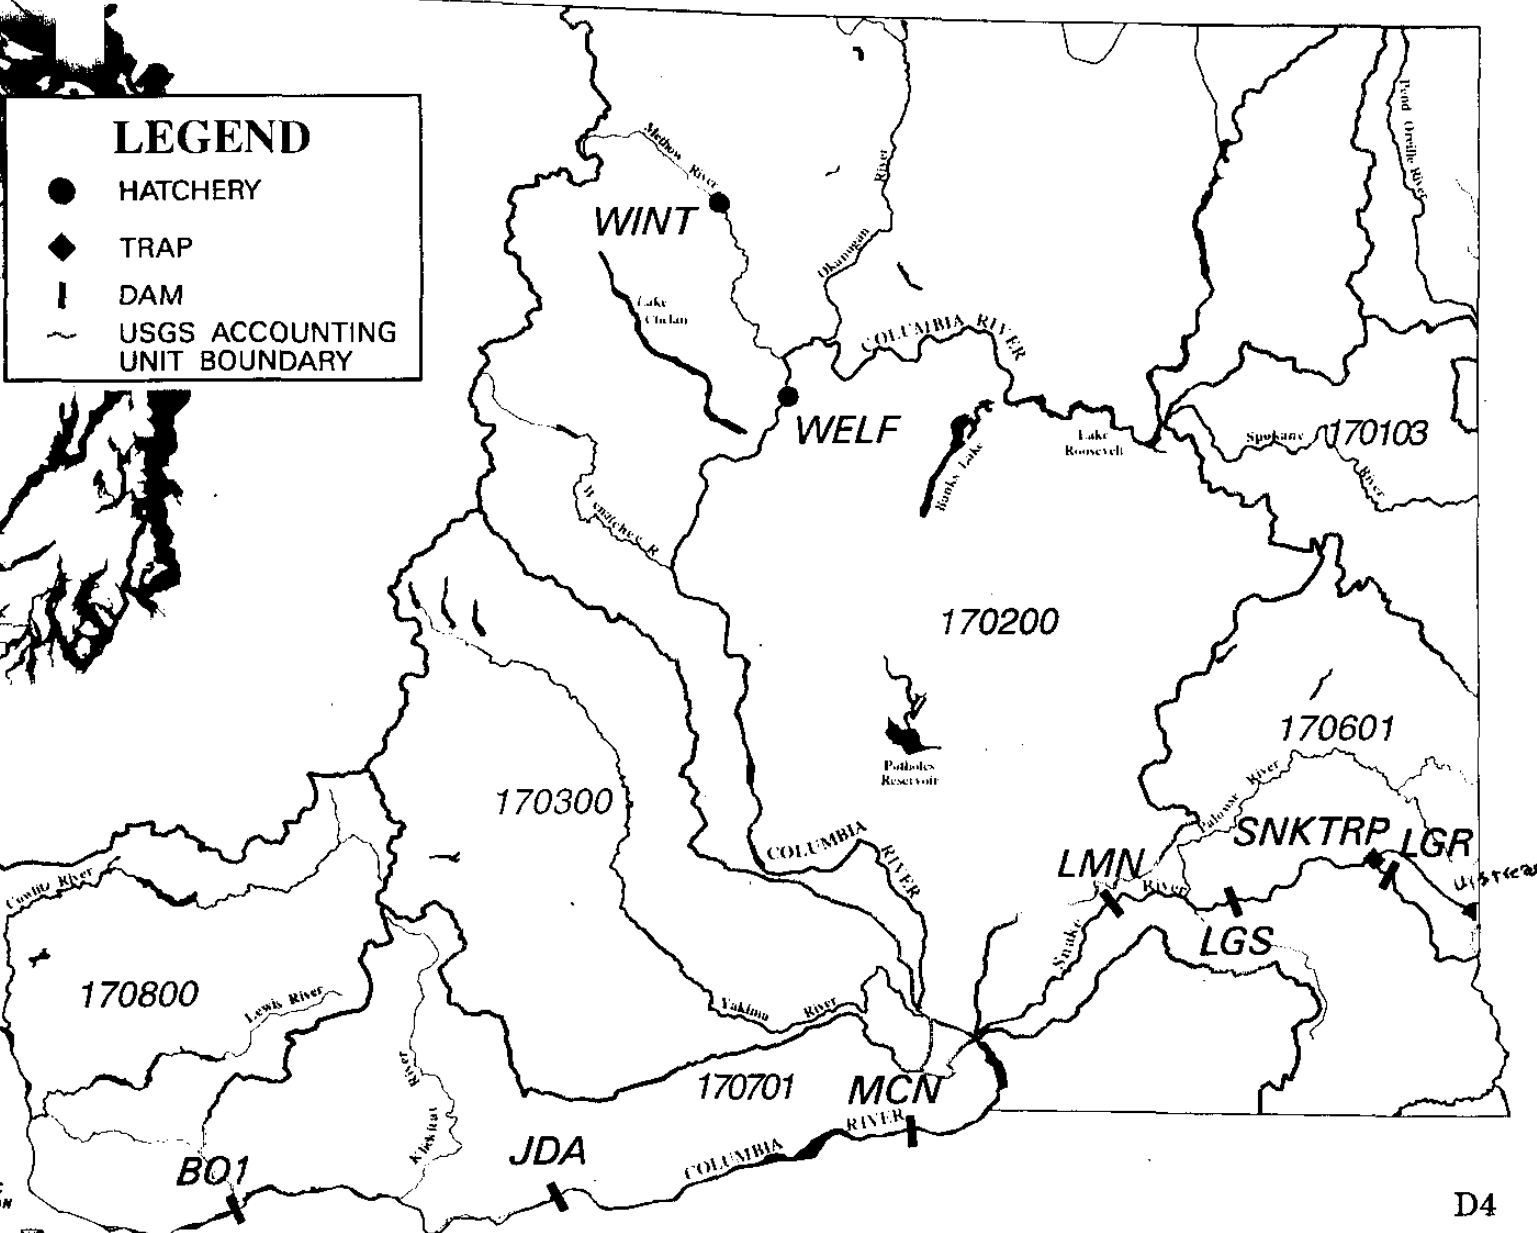 LEGEND
HATCHERY
TRAP
DAM
USGS ACCOUNTING
UNIT BOUNDARY
Methow River
WINT
Okanogan River
Pend Oreille River
Lake
Chelan
COLUMBIA RIVER
WELF
Banks Lake
Lake
Roosevelt
Spokane River
170103
Wenatchee R
170200
Potholes
Reservoir
170601
170300
Palouse River
SNKTRP
LGR
COLUMBIA RIVER
LMN
Snake River
LGS
Cowlitz River
170800
Lewis River
Yakima River
170701
MCN
COLUMBIA RIVER
Klickitat River
JDA
BO1
D4